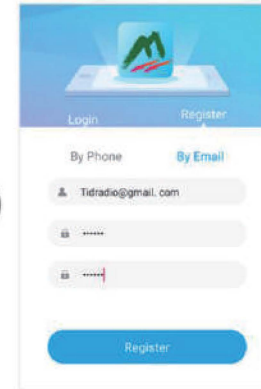 Login Register
By Phone By Email
Tidradio@gmail. com
••••••
••••••
Register